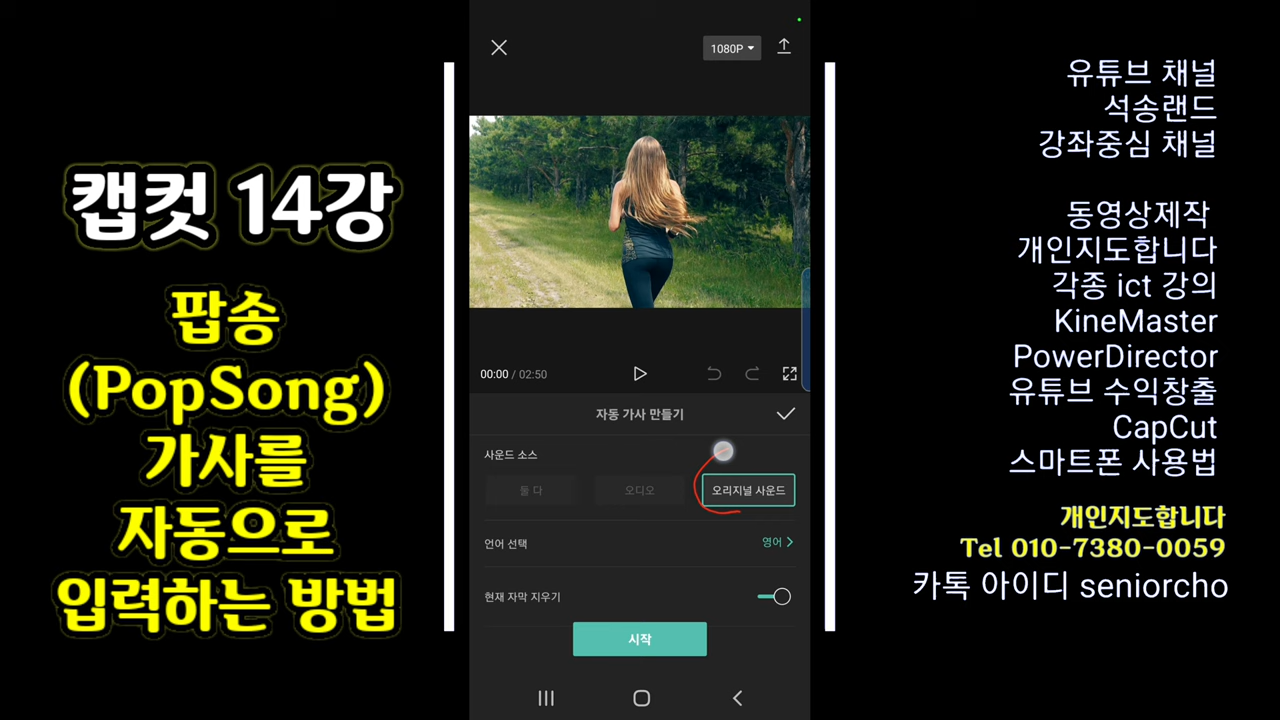 캡컷 14강
팝송
(PopSong)
가사를
자동으로
입력하는 방법
1080P
00:00 / 02:50
자동 가사 만들기
사운드 소스
둘 다
오디오
오리지널 사운드
언어 선택
영어
현재 자막 지우기
시작
유튜브 채널
석송랜드
강좌중심 채널
동영상제작
개인지도합니다
각종 ict 강의
KineMaster
PowerDirector
유튜브 수익창출
CapCut
스마트폰 사용법
개인지도합니다
Tel 010-7380-0059
카톡 아이디 seniorcho